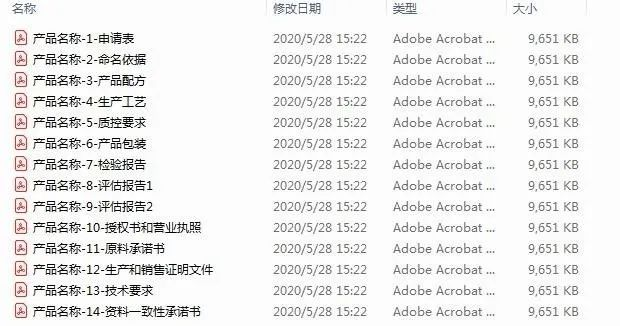 名称 修改日期 类型 大小
产品名称-1-申请表 2020/5/28 15:22 Adobe Acrobat ... 9,651 KB
产品名称-2-命名依据 2020/5/28 15:22 Adobe Acrobat ... 9,651 KB
产品名称-3-产品配方 2020/5/28 15:22 Adobe Acrobat ... 9,651 KB
产品名称-4-生产工艺 2020/5/28 15:22 Adobe Acrobat ... 9,651 KB
产品名称-5-质控要求 2020/5/28 15:22 Adobe Acrobat ... 9,651 KB
产品名称-6-产品包装 2020/5/28 15:22 Adobe Acrobat ... 9,651 KB
产品名称-7-检验报告 2020/5/28 15:22 Adobe Acrobat ... 9,651 KB
产品名称-8-评估报告1 2020/5/28 15:22 Adobe Acrobat ... 9,651 KB
产品名称-9-评估报告2 2020/5/28 15:22 Adobe Acrobat ... 9,651 KB
产品名称-10-授权书和营业执照 2020/5/28 15:22 Adobe Acrobat ... 9,651 KB
产品名称-11-原料承诺书 2020/5/28 15:22 Adobe Acrobat ... 9,651 KB
产品名称-12-生产和销售证明文件 2020/5/28 15:22 Adobe Acrobat ... 9,651 KB
产品名称-13-技术要求 2020/5/28 15:22 Adobe Acrobat ... 9,651 KB
产品名称-14-资料一致性承诺书 2020/5/28 15:22 Adobe Acrobat ... 9,651 KB